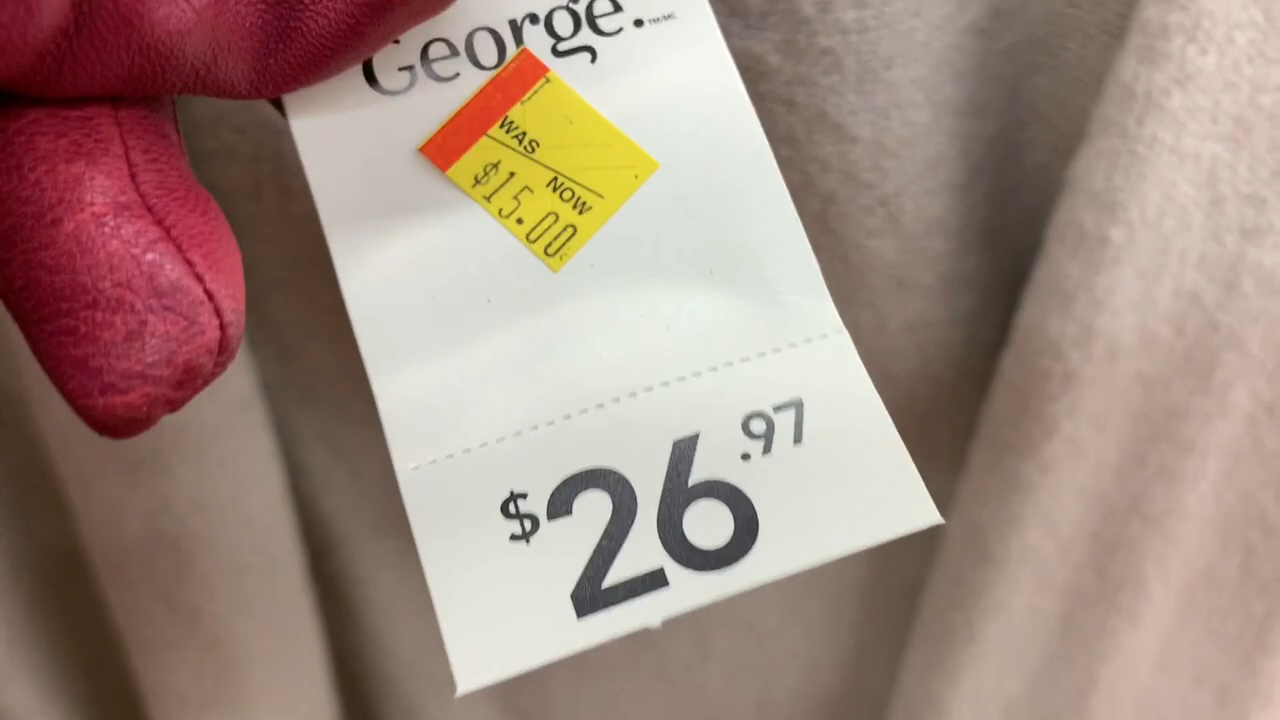 George.™/MC
WAS
NOW
$15.00
$26.97